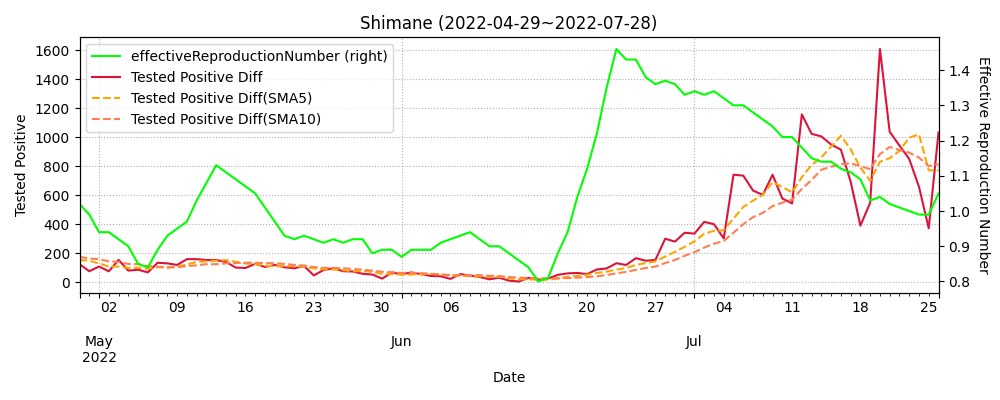 Shimane (2022-04-29~2022-07-28)
effectiveReproductionNumber (right)
Tested Positive Diff
Tested Positive Diff(SMA5)
Tested Positive Diff(SMA10)
Tested Positive
1600
1400
1200
1000
800
600
400
200
0
Effective Reproduction Number
1.4
1.3
1.2
1.1
1.0
0.9
0.8
02 09 16 23 30 06 13 20 27 04 11 18 25
May Jun Jul
2022
Date